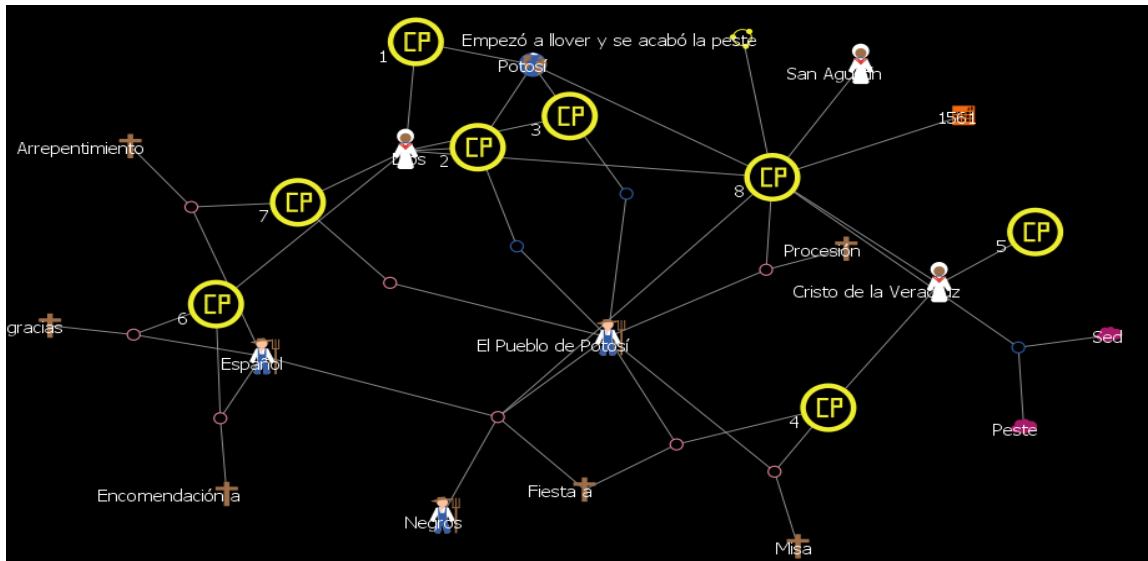 CP
1
Empezó a llover y se acabó la peste
Potosí
San Agustín
1561
CP
3
Arrepentimiento
Dios
CP
2
CP
8
CP
7
CP
5
Procesión
Cristo de la Veracruz
CP
6
gracias
Español
El Pueblo de Potosí
Sed
CP
4
Peste
Encomendación a
Fiesta a
Negros
Misa